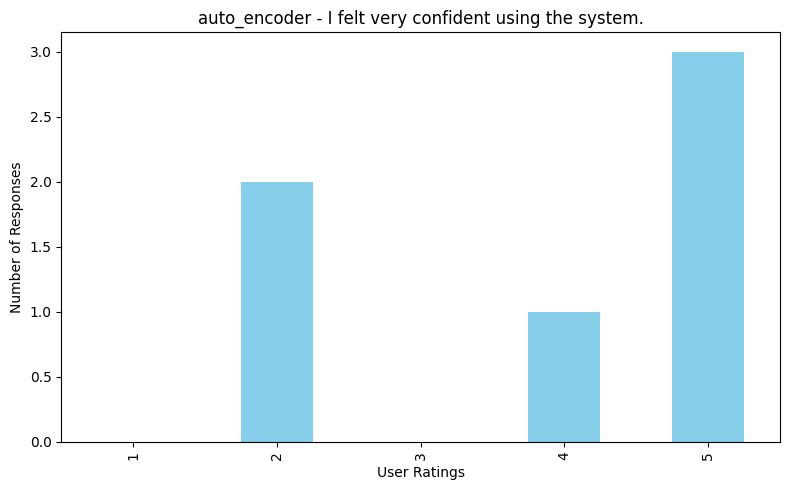 auto_encoder - I felt very confident using the system.
Number of Responses
3.0
2.5
2.0
1.5
1.0
0.5
0.0
1 2 3 4 5
User Ratings